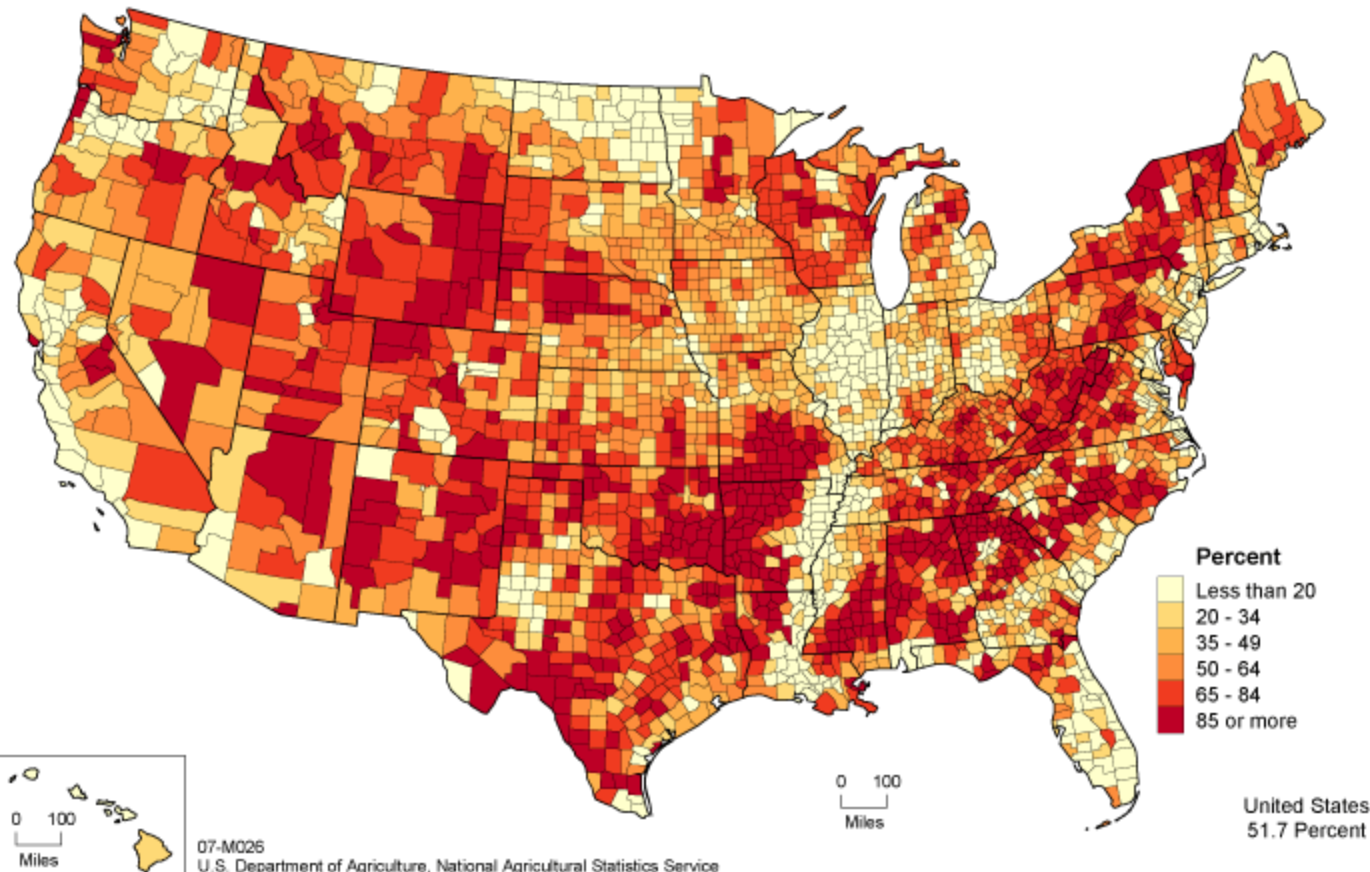 Percent
Less than 20
20 - 34
35 - 49
50 - 64
65 - 84
85 or more
0 100
Miles
United States
51.7 Percent
0 100
Miles
07-M026
U.S. Department of Agriculture, National Agricultural Statistics Service